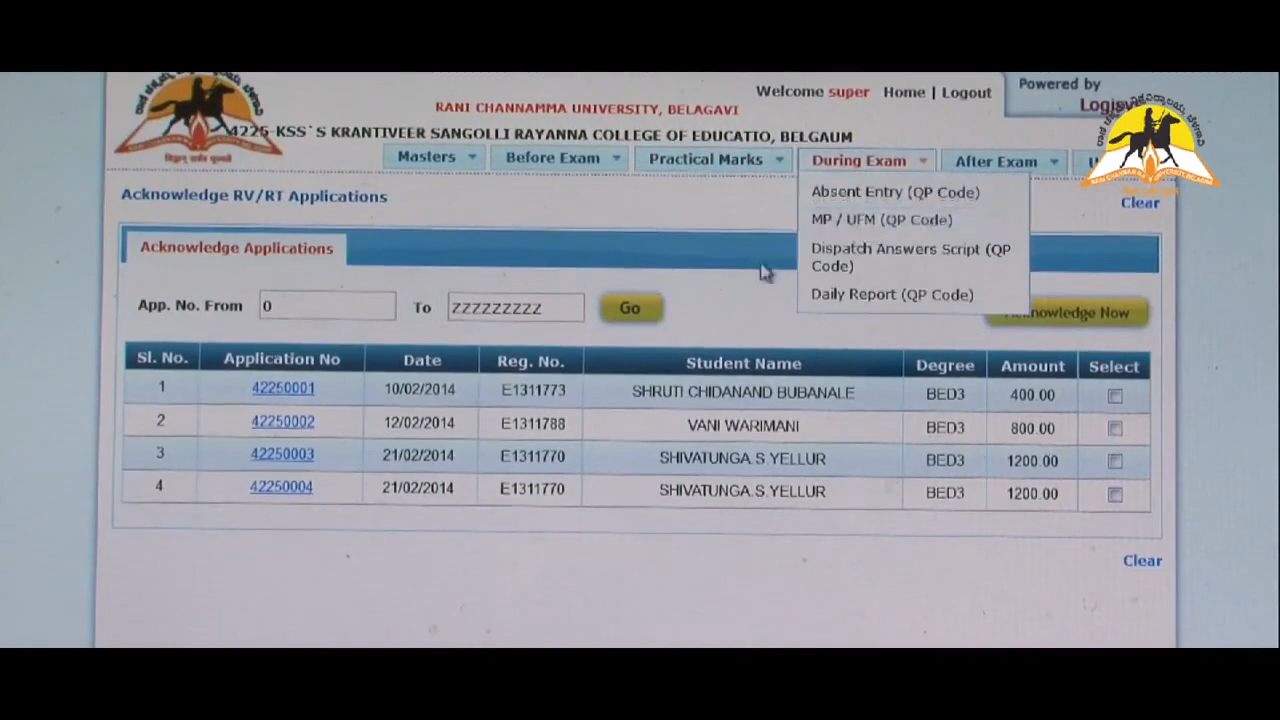 Welcome super Home | Logout
Powered by
RANI CHANNAMMA UNIVERSITY, BELAGAVI
4225-KSS`S KRANTIVEER SANGOLLI RAYANNA COLLEGE OF EDUCATIO, BELGAUM
Masters Before Exam Practical Marks During Exam After Exam
Acknowledge RV/RT Applications
Clear
Absent Entry (QP Code)
MP / UFM (QP Code)
Dispatch Answers Script (QP
Code)
Daily Report (QP Code)
Acknowledge Applications
App. No. From 0 To ZZZZZZZZZ Go
Sl. No. Application No Date Reg. No. Student Name Degree Amount Select
1 42250001 10/02/2014 E1311773 SHRUTI CHIDANAND BUBANALE BED3 400.00
2 42250002 12/02/2014 E1311788 VANI WARIMANI BED3 800.00
3 42250003 21/02/2014 E1311770 SHIVATUNGA.S.YELLUR BED3 1200.00
4 42250004 21/02/2014 E1311770 SHIVATUNGA.S.YELLUR BED3 1200.00
Clear